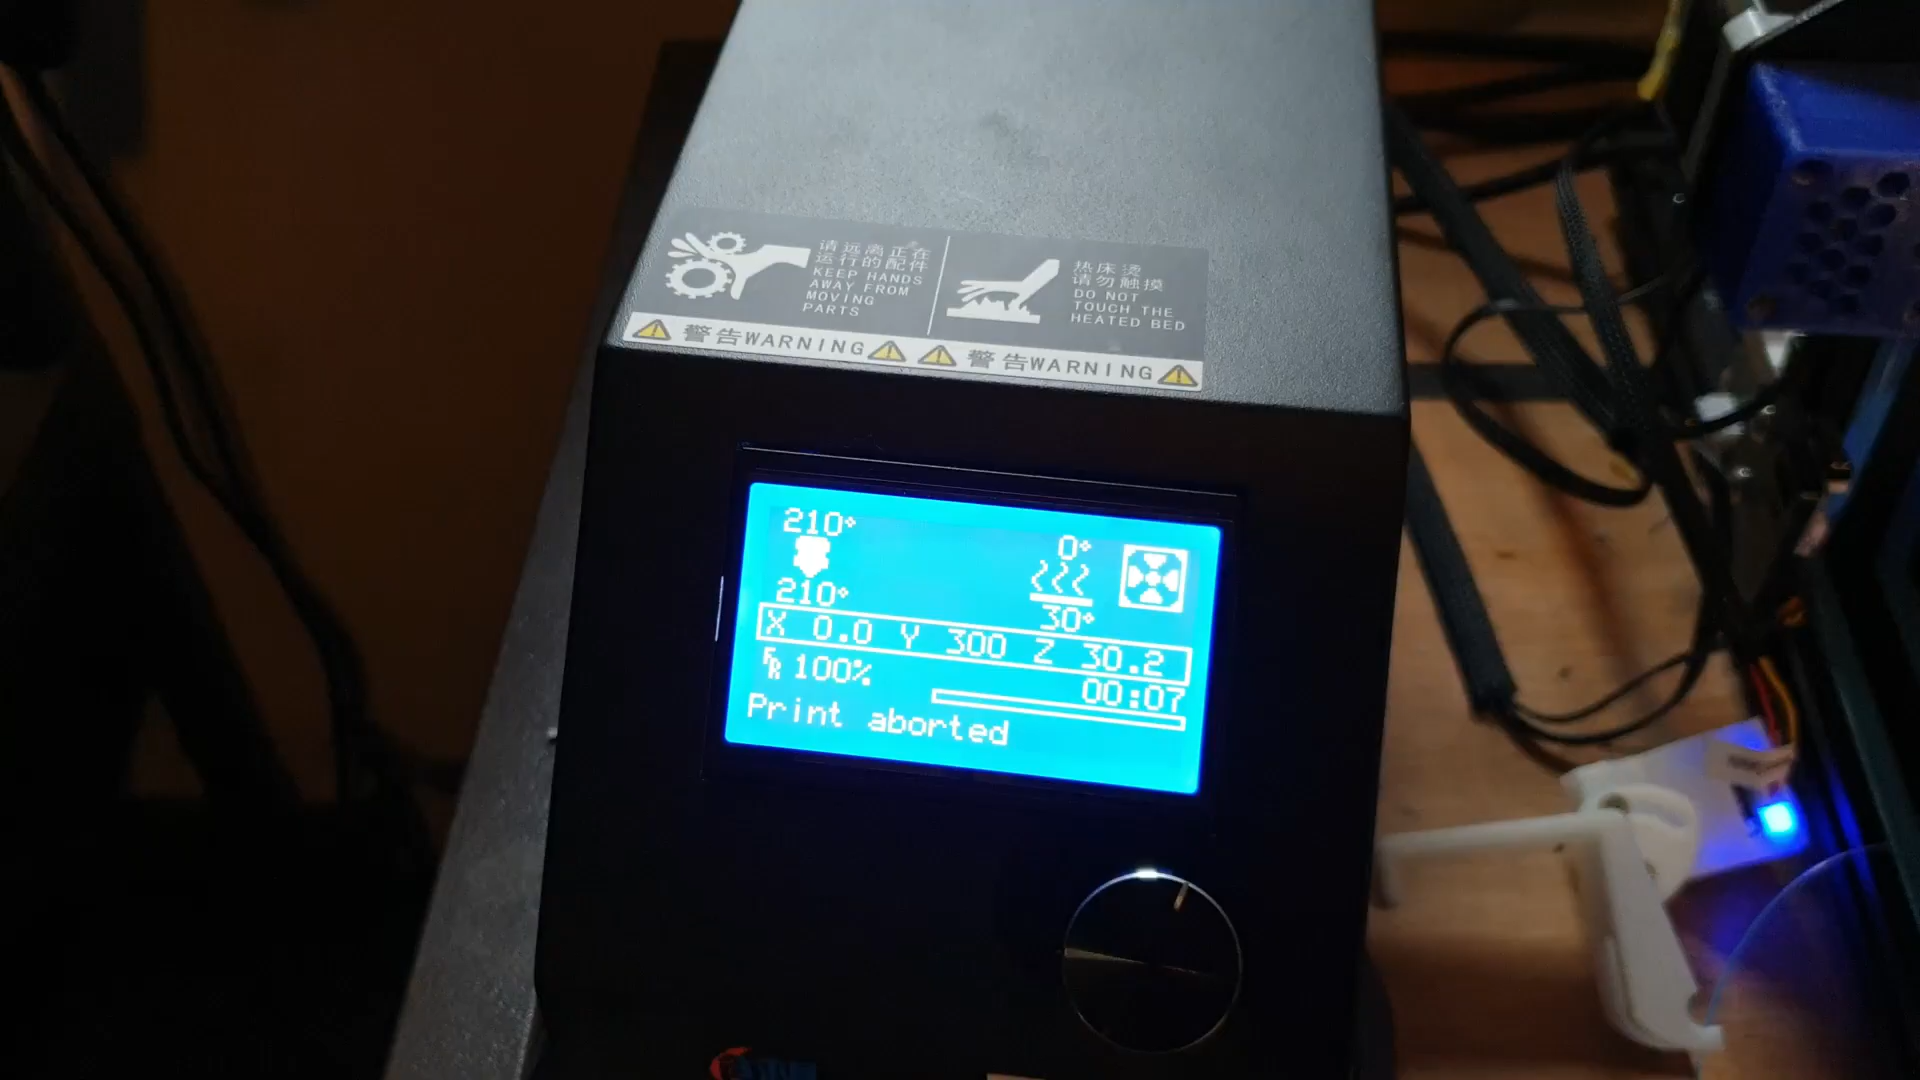 请远离正在
运行的配件
KEEP HANDS
AWAY FROM
MOVING
PARTS
热床烫
请勿触摸
DO NOT
TOUCH THE
HEATED BED
警告WARNING
警告WARNING
210°
0°
210°
30°
X 0.0 Y 300 Z 30.2
FR 100%
00:07
Print aborted